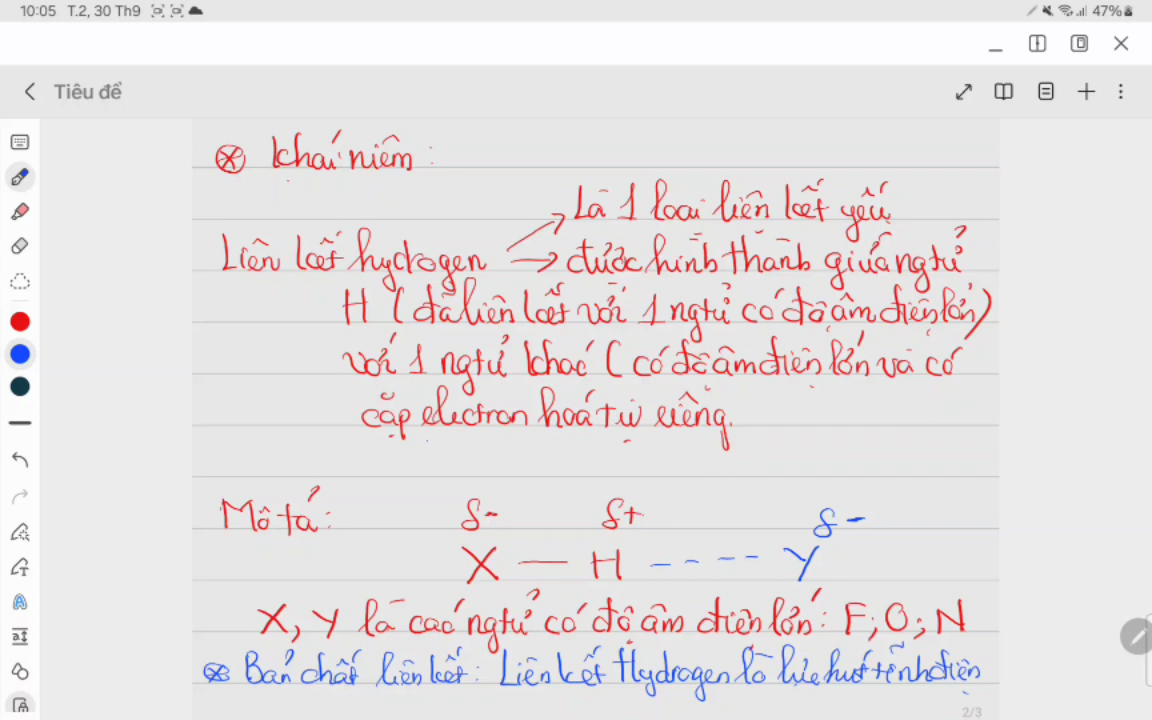 10:05 T.2, 30 Th9
47%
Tiêu đề
Khái niệm:
Là 1 loại liên kết yếu
Liên kết hydrogen → được hình thành giữa ngtử
H (đã liên kết với 1 ngtử có độ âm điện lớn)
với 1 ngtử khác (có độ âm điện lớn và có
cặp electron hoá trị riêng.
Mô tả: δ- δ+ δ-
X — H - - - - Y
X, Y là các ngtử có độ âm điện lớn: F; O; N
Bản chất liên kết: Liên kết Hydrogen là lực hút tĩnh điện
2/3